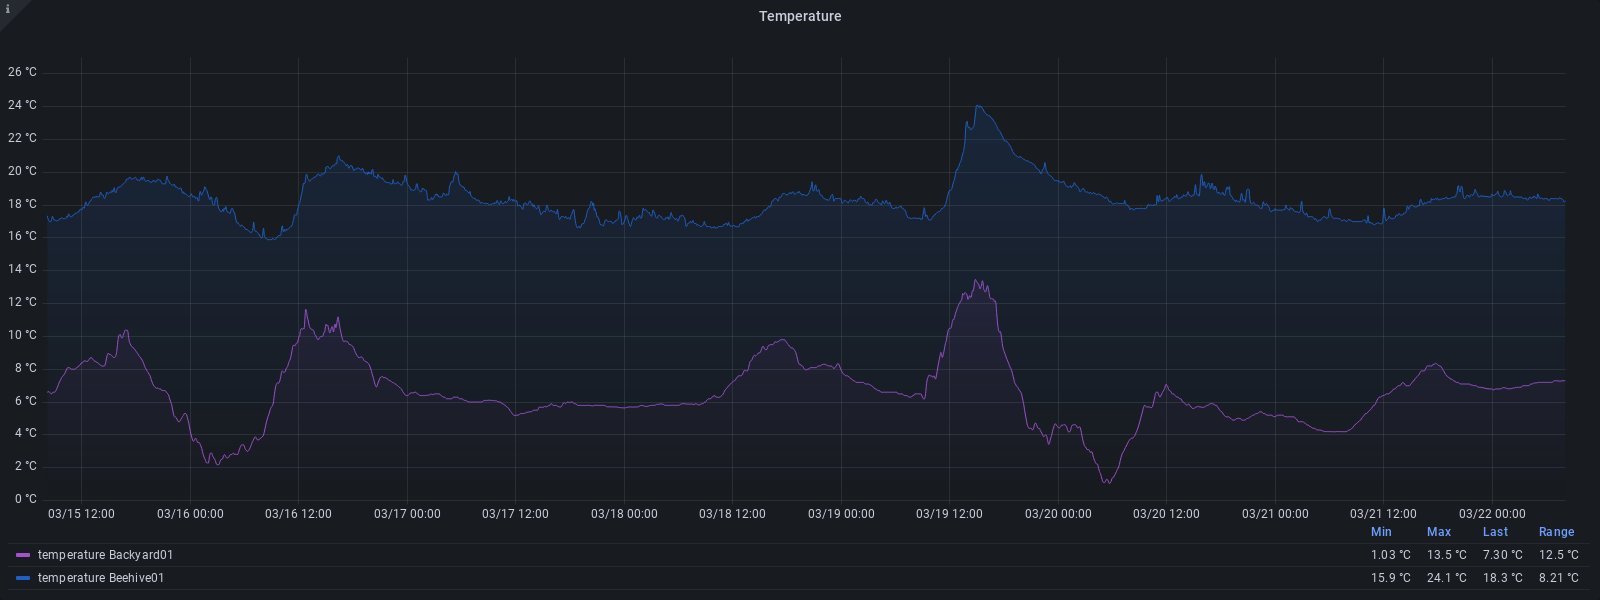 i
Temperature
26 °C
24 °C
22 °C
20 °C
18 °C
16 °C
14 °C
12 °C
10 °C
8 °C
6 °C
4 °C
2 °C
0 °C
03/15 12:00 03/16 00:00 03/16 12:00 03/17 00:00 03/17 12:00 03/18 00:00 03/18 12:00 03/19 00:00 03/19 12:00 03/20 00:00 03/20 12:00 03/21 00:00 03/21 12:00 03/22 00:00
Min Max Last Range
temperature Backyard01 1.03 °C 13.5 °C 7.30 °C 12.5 °C
temperature Beehive01 15.9 °C 24.1 °C 18.3 °C 8.21 °C